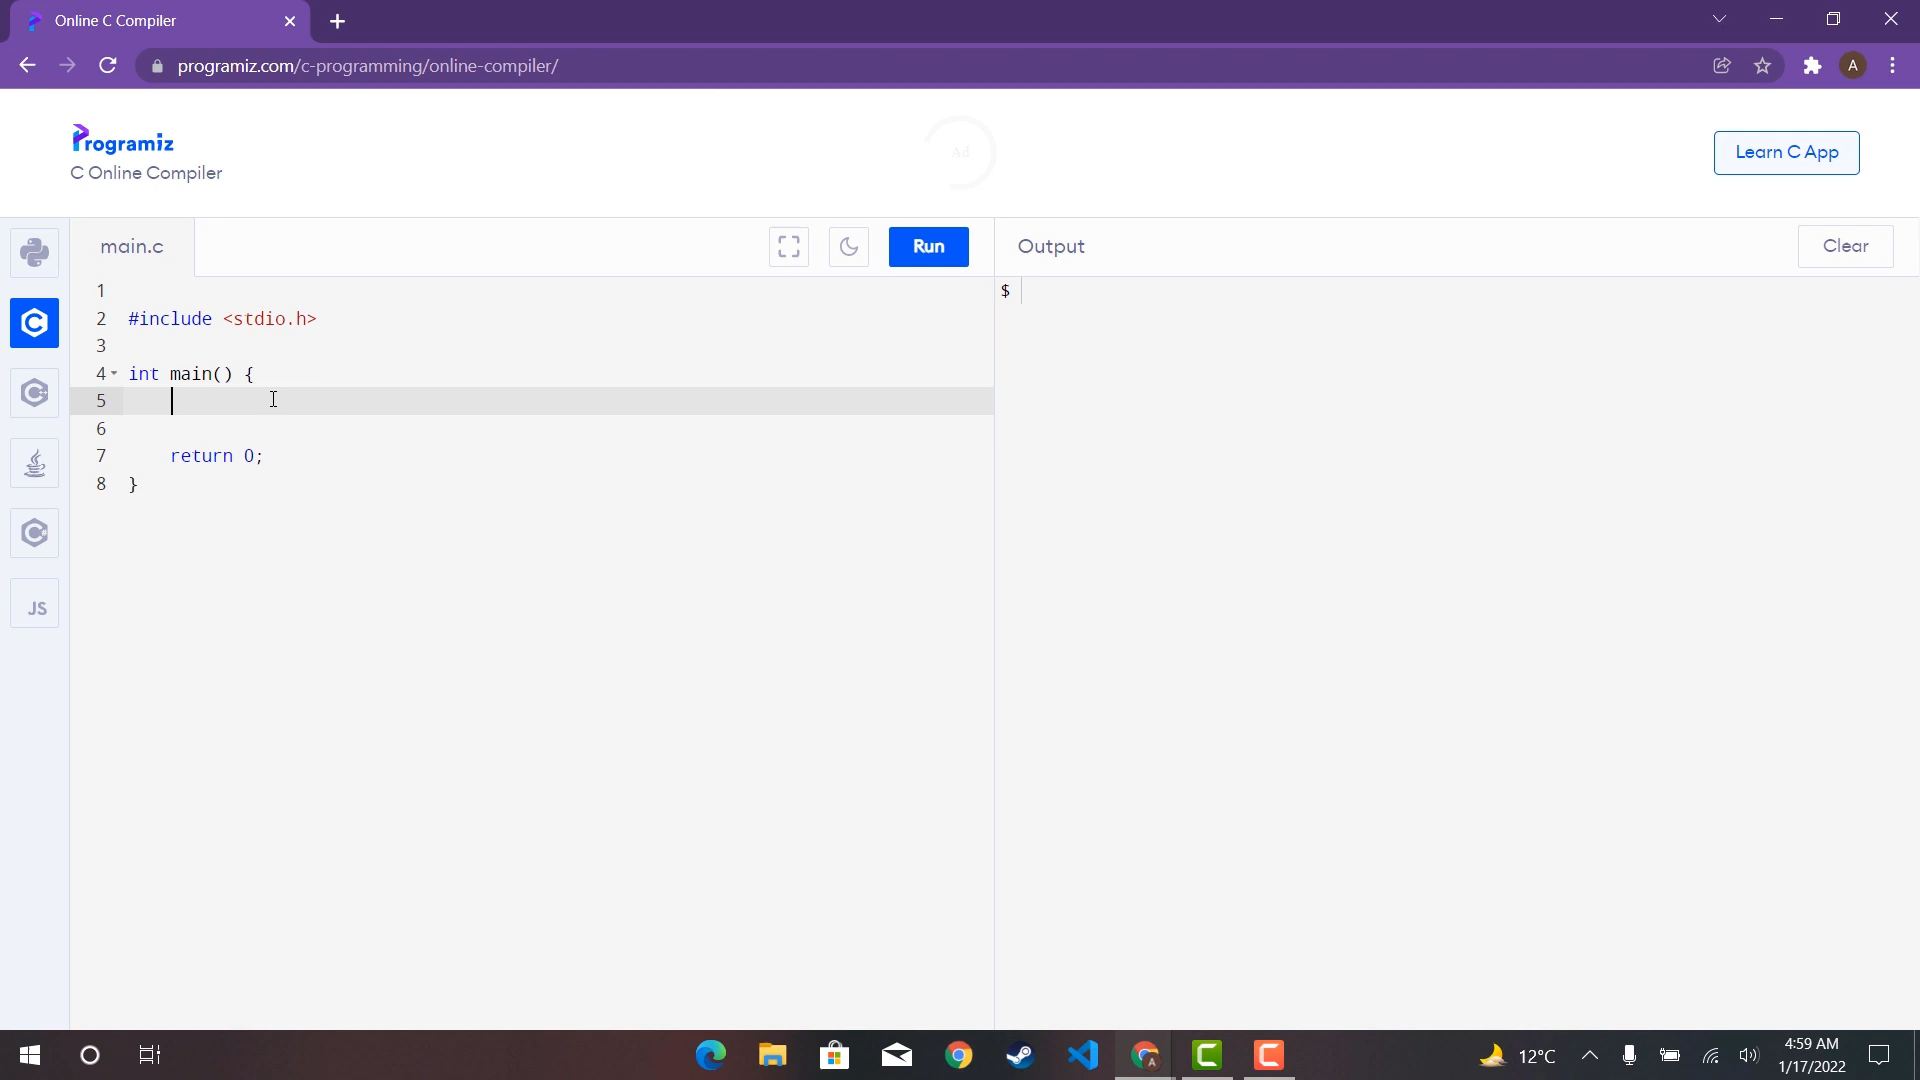 Online C Compiler
programiz.com/c-programming/online-compiler/
A
Programiz
C Online Compiler
Ad
Learn C App
main.c
Run
Output
Clear
1
2 #include <stdio.h>
3
4 int main() {
5
6
7 return 0;
8 }
$
JS
12°C
4:59 AM
1/17/2022